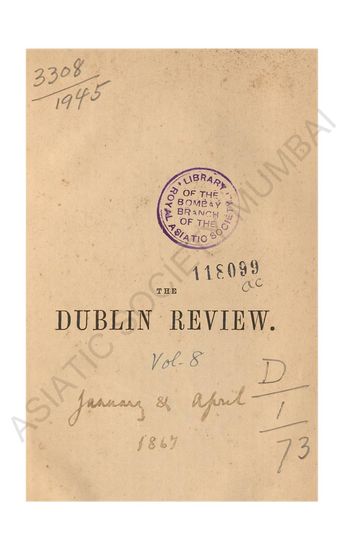 3308
1945
LIBRARY
OF THE
BOMBAY
BRANCH
OF THE
ROYAL ASIATIC SOCIETY
118099
ac
THE
DUBLIN REVIEW.
Vol. 8
January & April
1867
D
1
73
ASIATIC SOCIETY MUMBAI